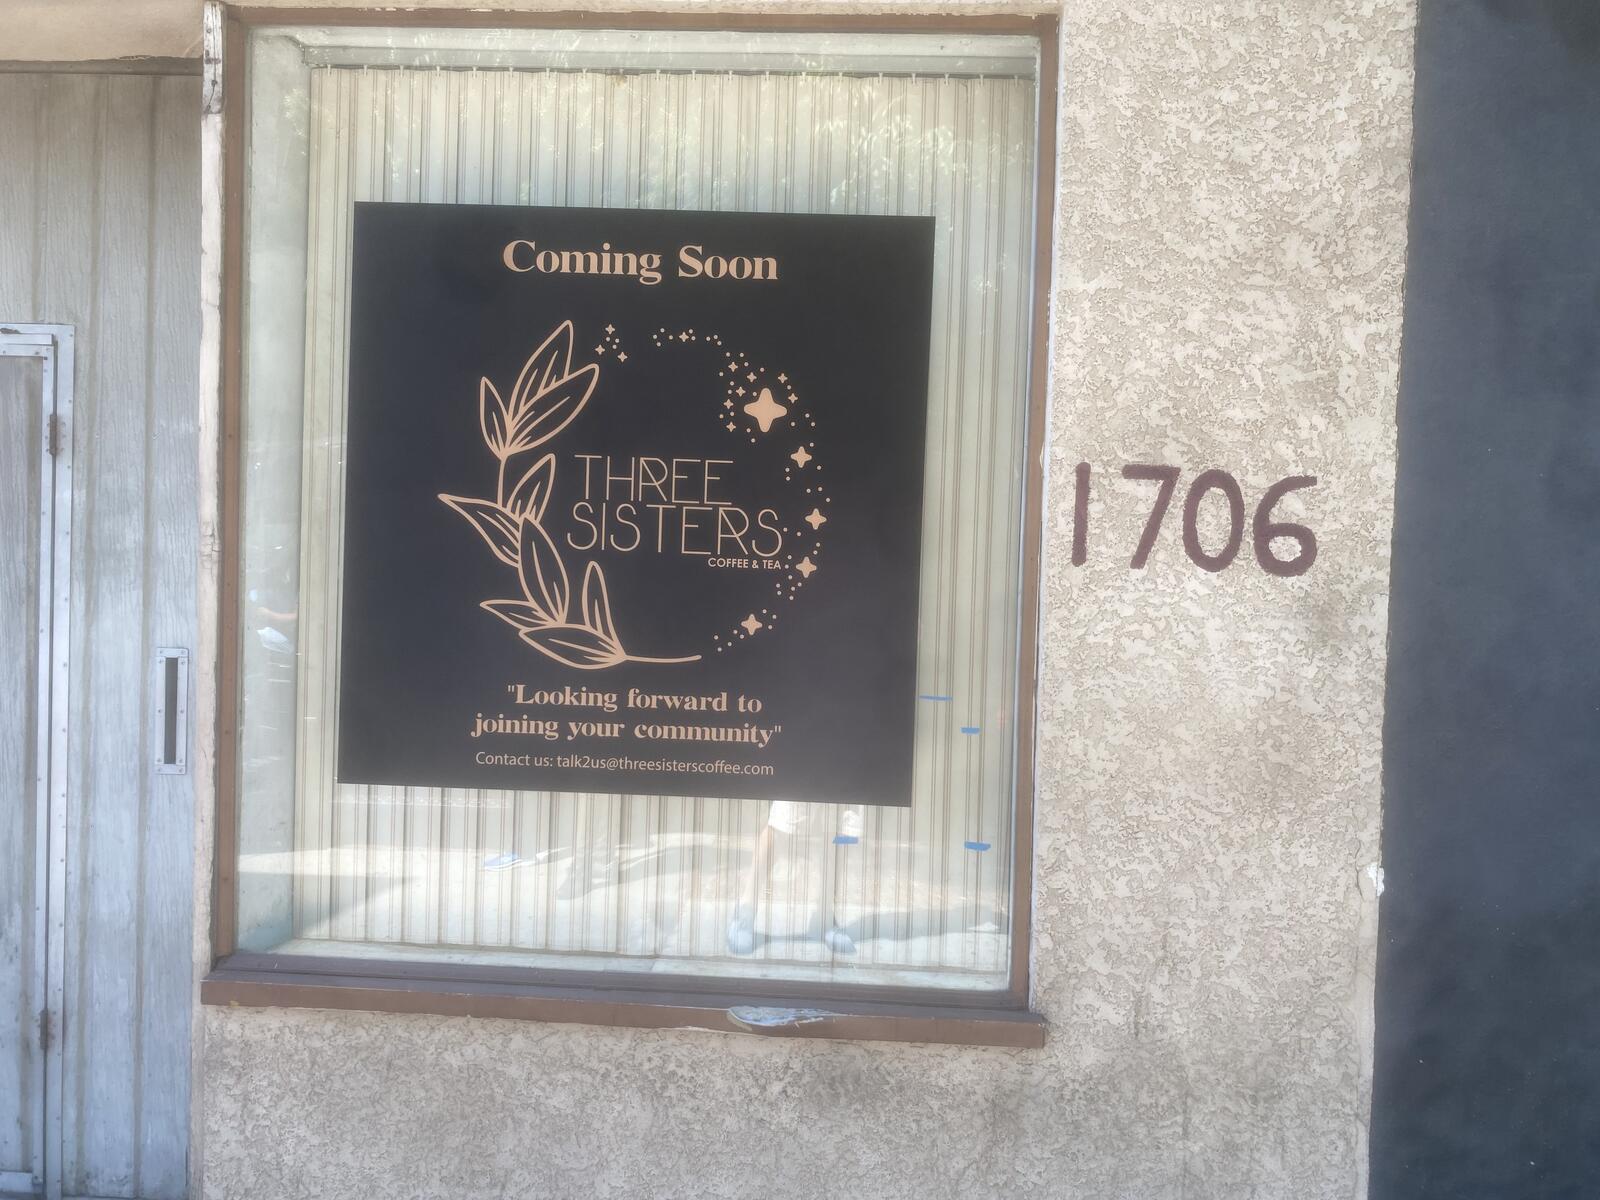 Coming Soon
THREE
SISTERS
COFFEE & TEA
"Looking forward to
joining your community"
Contact us: talk2us@threesisterscoffee.com
1706